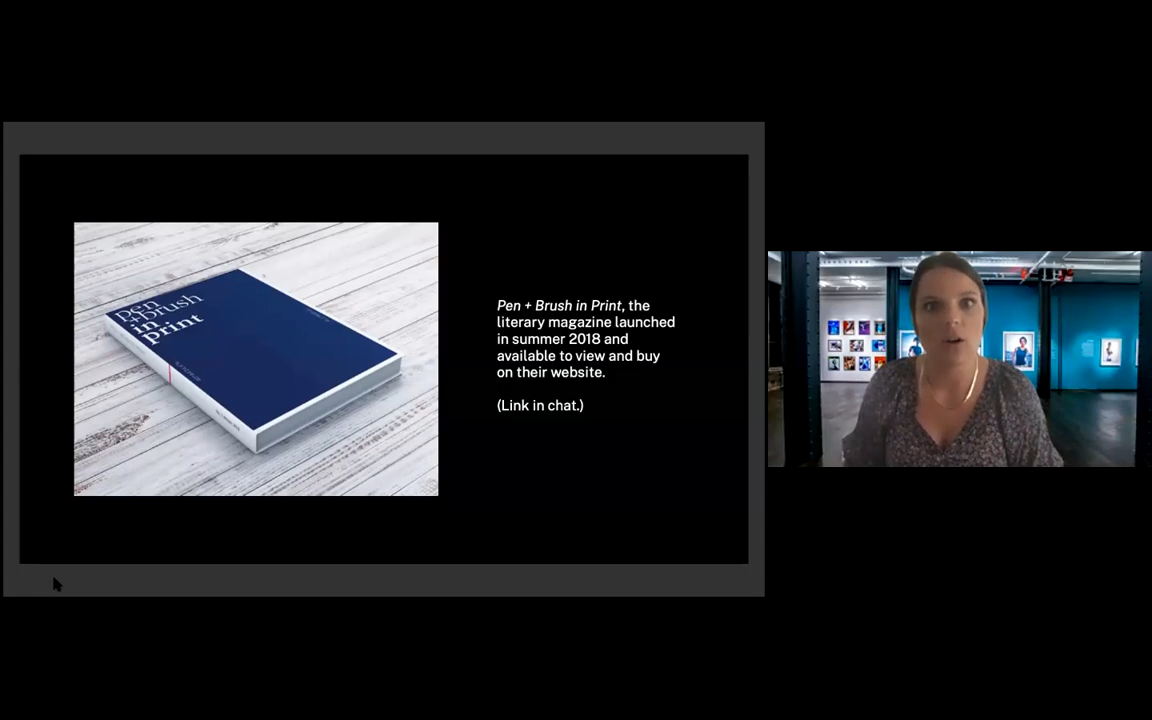 pen
+brush
in
print
Pen + Brush in Print, the
literary magazine launched
in summer 2018 and
available to view and buy
on their website.
(Link in chat.)